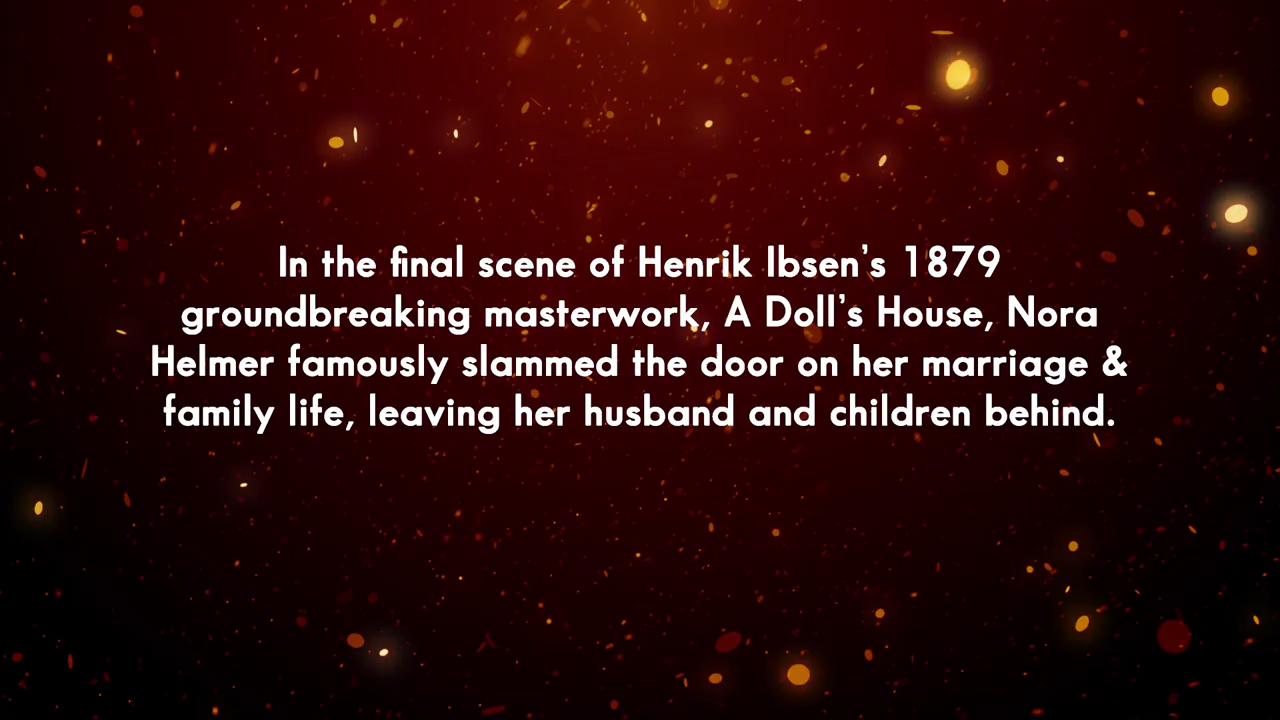 In the final scene of Henrik Ibsen's 1879
groundbreaking masterwork, A Doll's House, Nora
Helmer famously slammed the door on her marriage &
family life, leaving her husband and children behind.